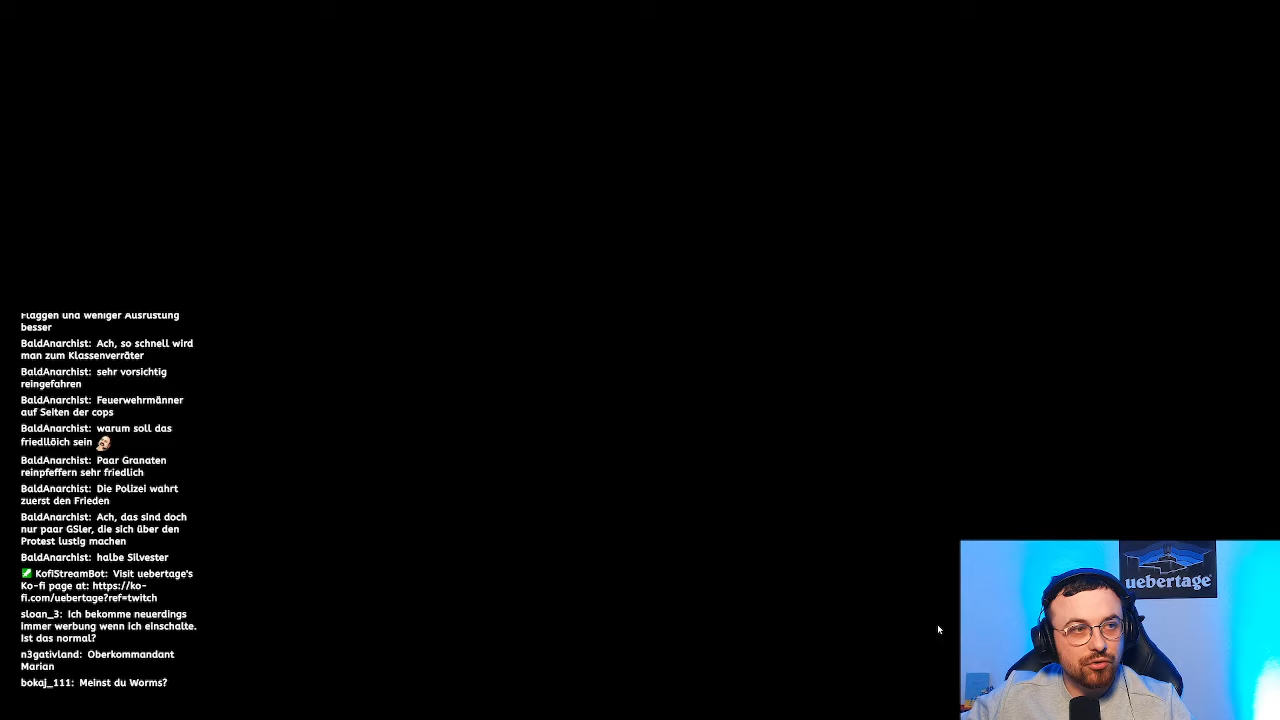 Flaggen und weniger Ausrüstung
besser
BaldAnarchist: Ach, so schnell wird
man zum Klassenverräter
BaldAnarchist: sehr vorsichtig
reingefahren
BaldAnarchist: Feuerwehrmänner
auf Seiten der cops
BaldAnarchist: warum soll das
friedllöich sein
BaldAnarchist: Paar Granaten
reinpfeffern sehr friedlich
BaldAnarchist: Die Polizei wahrt
zuerst den Frieden
BaldAnarchist: Ach, das sind doch
nur paar GSler, die sich über den
Protest lustig machen
BaldAnarchist: halbe Silvester
KofiStreamBot: Visit uebertage's
Ko-fi page at: https://ko-
fi.com/uebertage?ref=twitch
sloan_3: Ich bekomme neuerdings
immer werbung wenn ich einschalte.
Ist das normal?
n3gativland: Oberkommandant
Marian
bokaj_111: Meinst du Worms?
uebertage